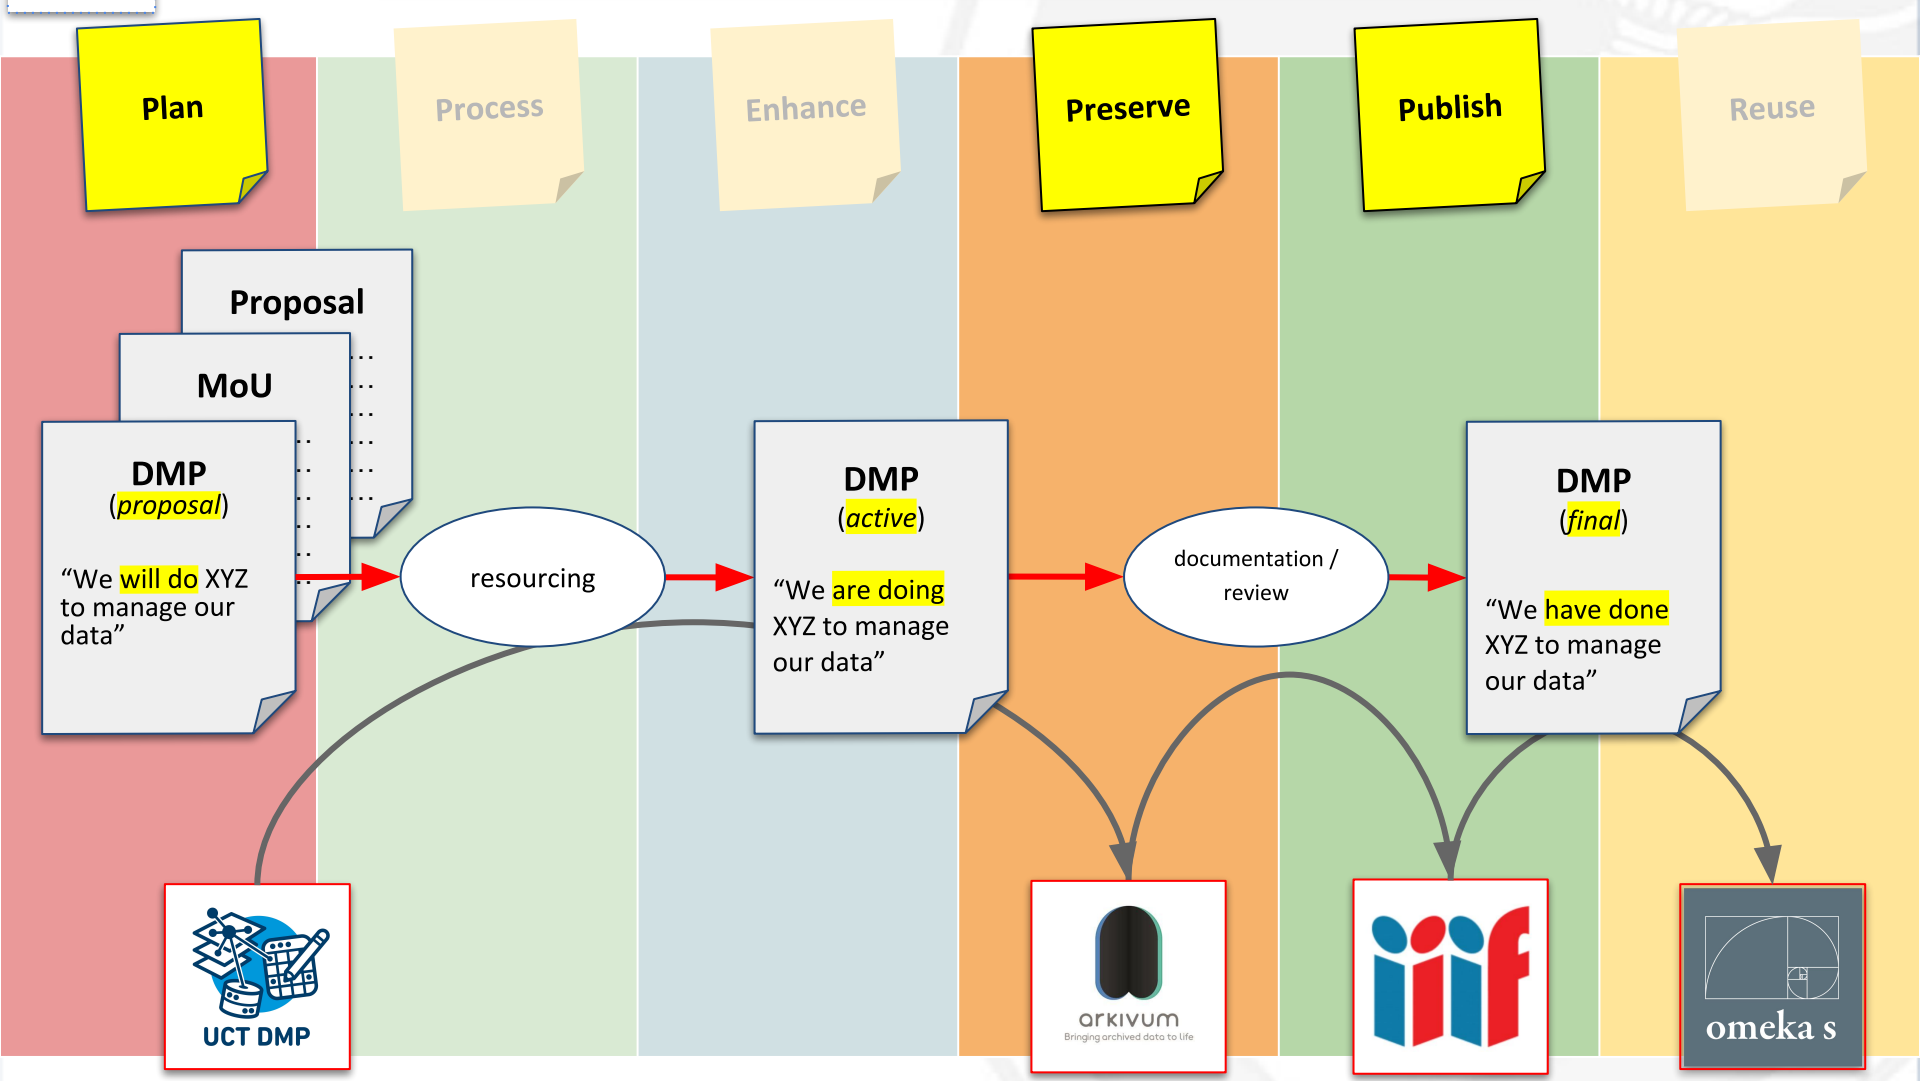 Plan
Process
Enhance
Preserve
Publish
Reuse
Proposal
...
...
...
...
...
...
MoU
..
..
..
..
..
..
DMP
(proposal)
“We will do XYZ
to manage our
data”
resourcing
DMP
(active)
“We are doing
XYZ to manage
our data”
documentation /
review
DMP
(final)
“We have done
XYZ to manage
our data”
UCT DMP
arkivum
Bringing archived data to life
iiif
omeka s